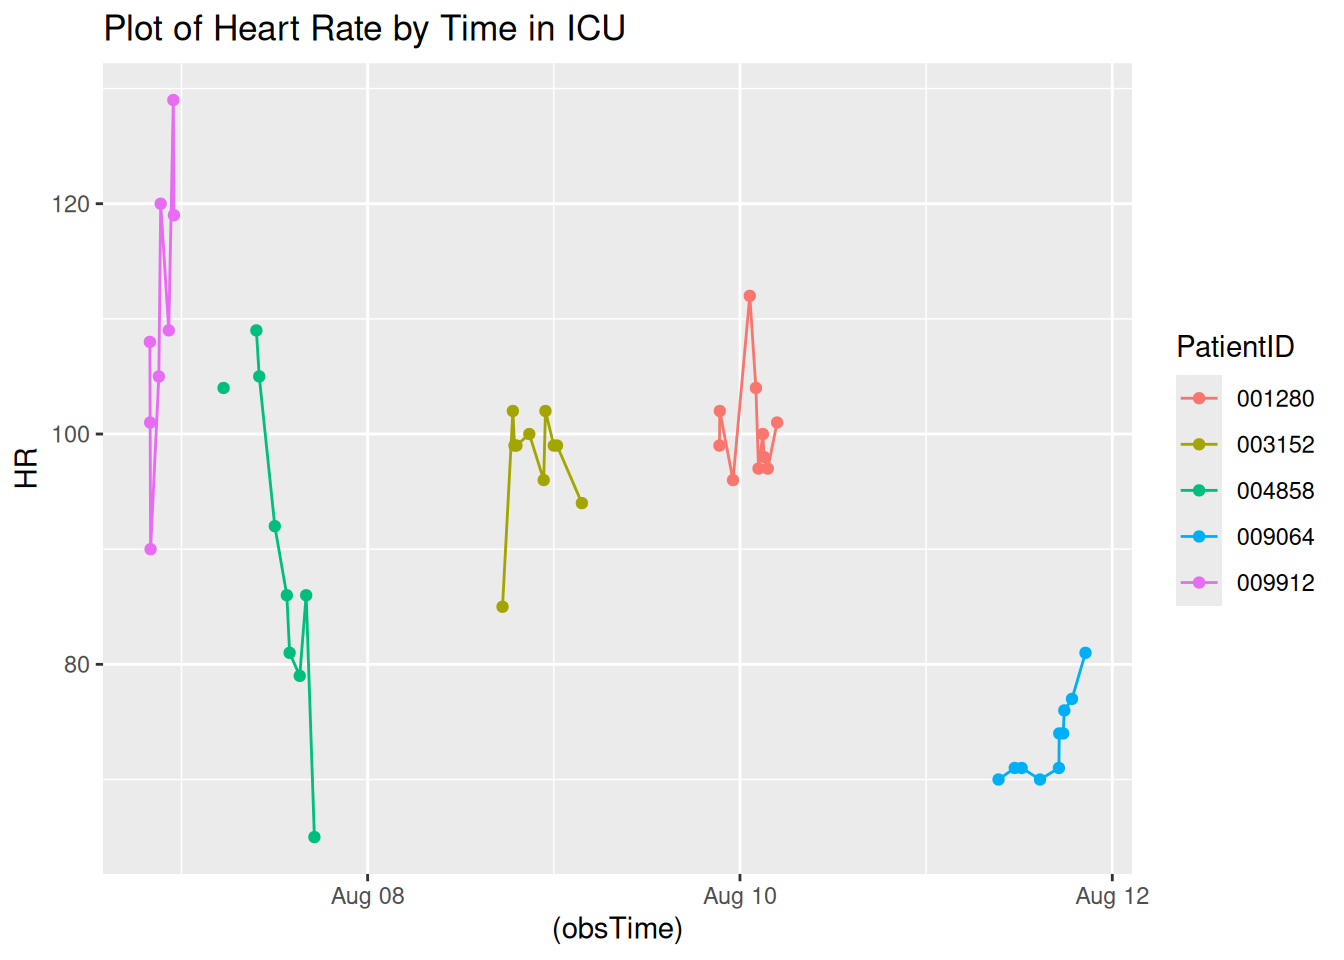 Plot of Heart Rate by Time in ICU
HR
120
100
80
Aug 08
Aug 10
Aug 12
(obsTime)
PatientID
001280
003152
004858
009064
009912